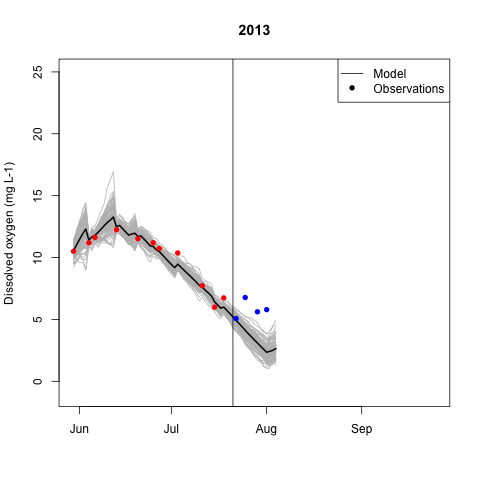 2013
Model
Observations
Dissolved oxygen (mg L-1)
25
20
15
10
5
0
Jun
Jul
Aug
Sep